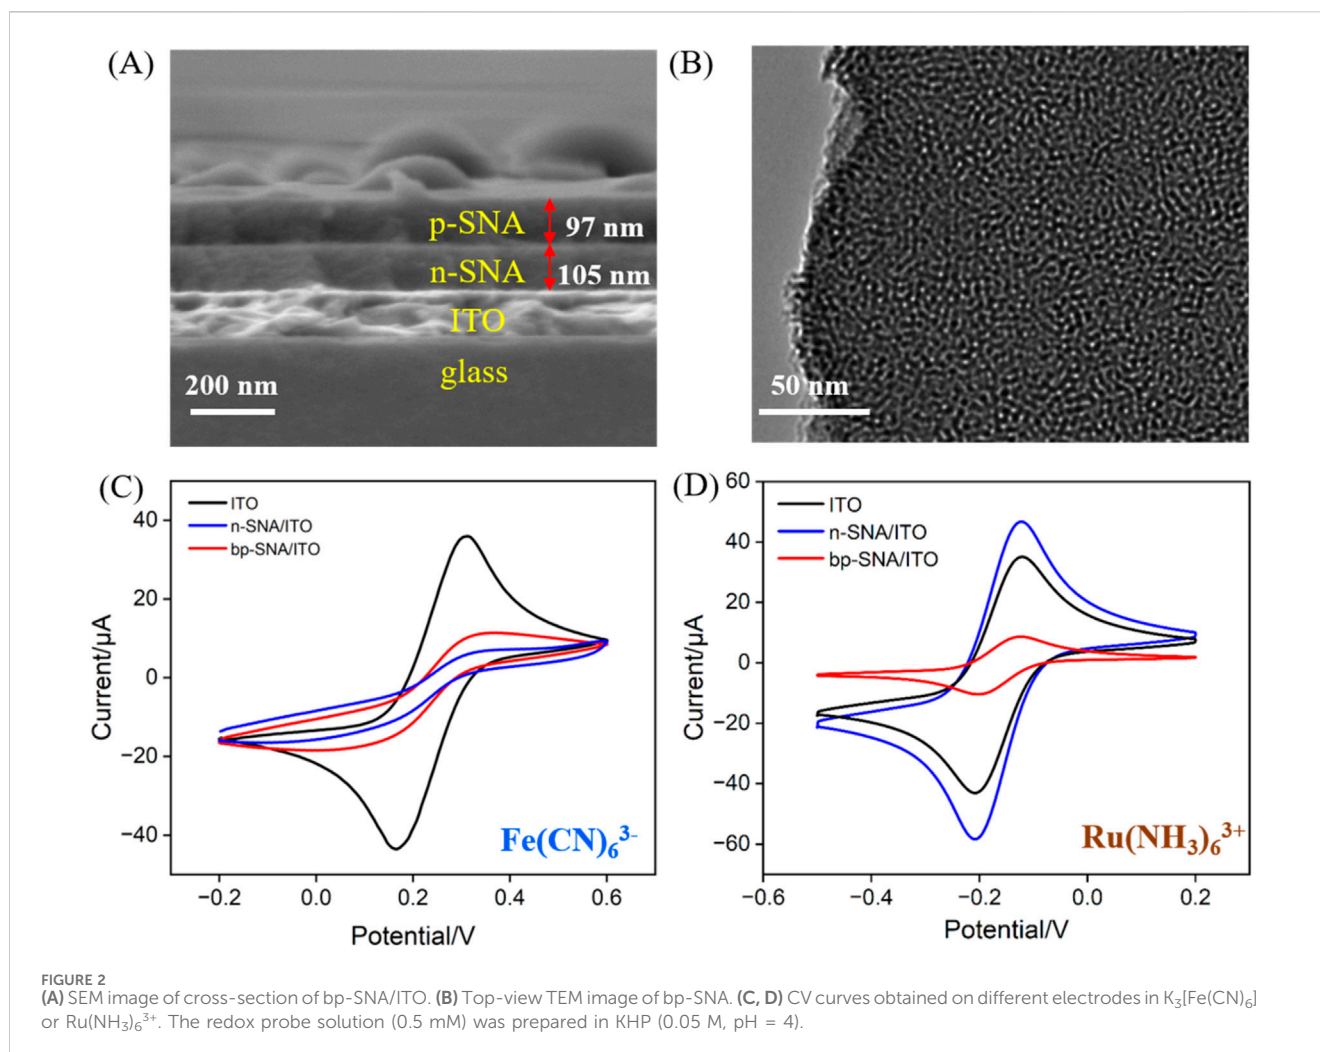 (A)
p-SNA
97 nm
n-SNA
105 nm
ITO
glass
200 nm
(B)
50 nm
(C)
ITO
n-SNA/ITO
bp-SNA/ITO
40
20
0
−20
−40
Current/μA
Fe(CN)₆³⁻
−0.2
0.0
0.2
0.4
0.6
Potential/V
(D)
ITO
n-SNA/ITO
bp-SNA/ITO
60
40
20
0
−20
−40
−60
Current/μA
Ru(NH₃)₆³⁺
−0.6
−0.4
−0.2
0.0
0.2
Potential/V
FIGURE 2
(A) SEM image of cross-section of bp-SNA/ITO. (B) Top-view TEM image of bp-SNA. (C, D) CV curves obtained on different electrodes in K₃[Fe(CN)₆]
or Ru(NH₃)₆³⁺. The redox probe solution (0.5 mM) was prepared in KHP (0.05 M, pH = 4).